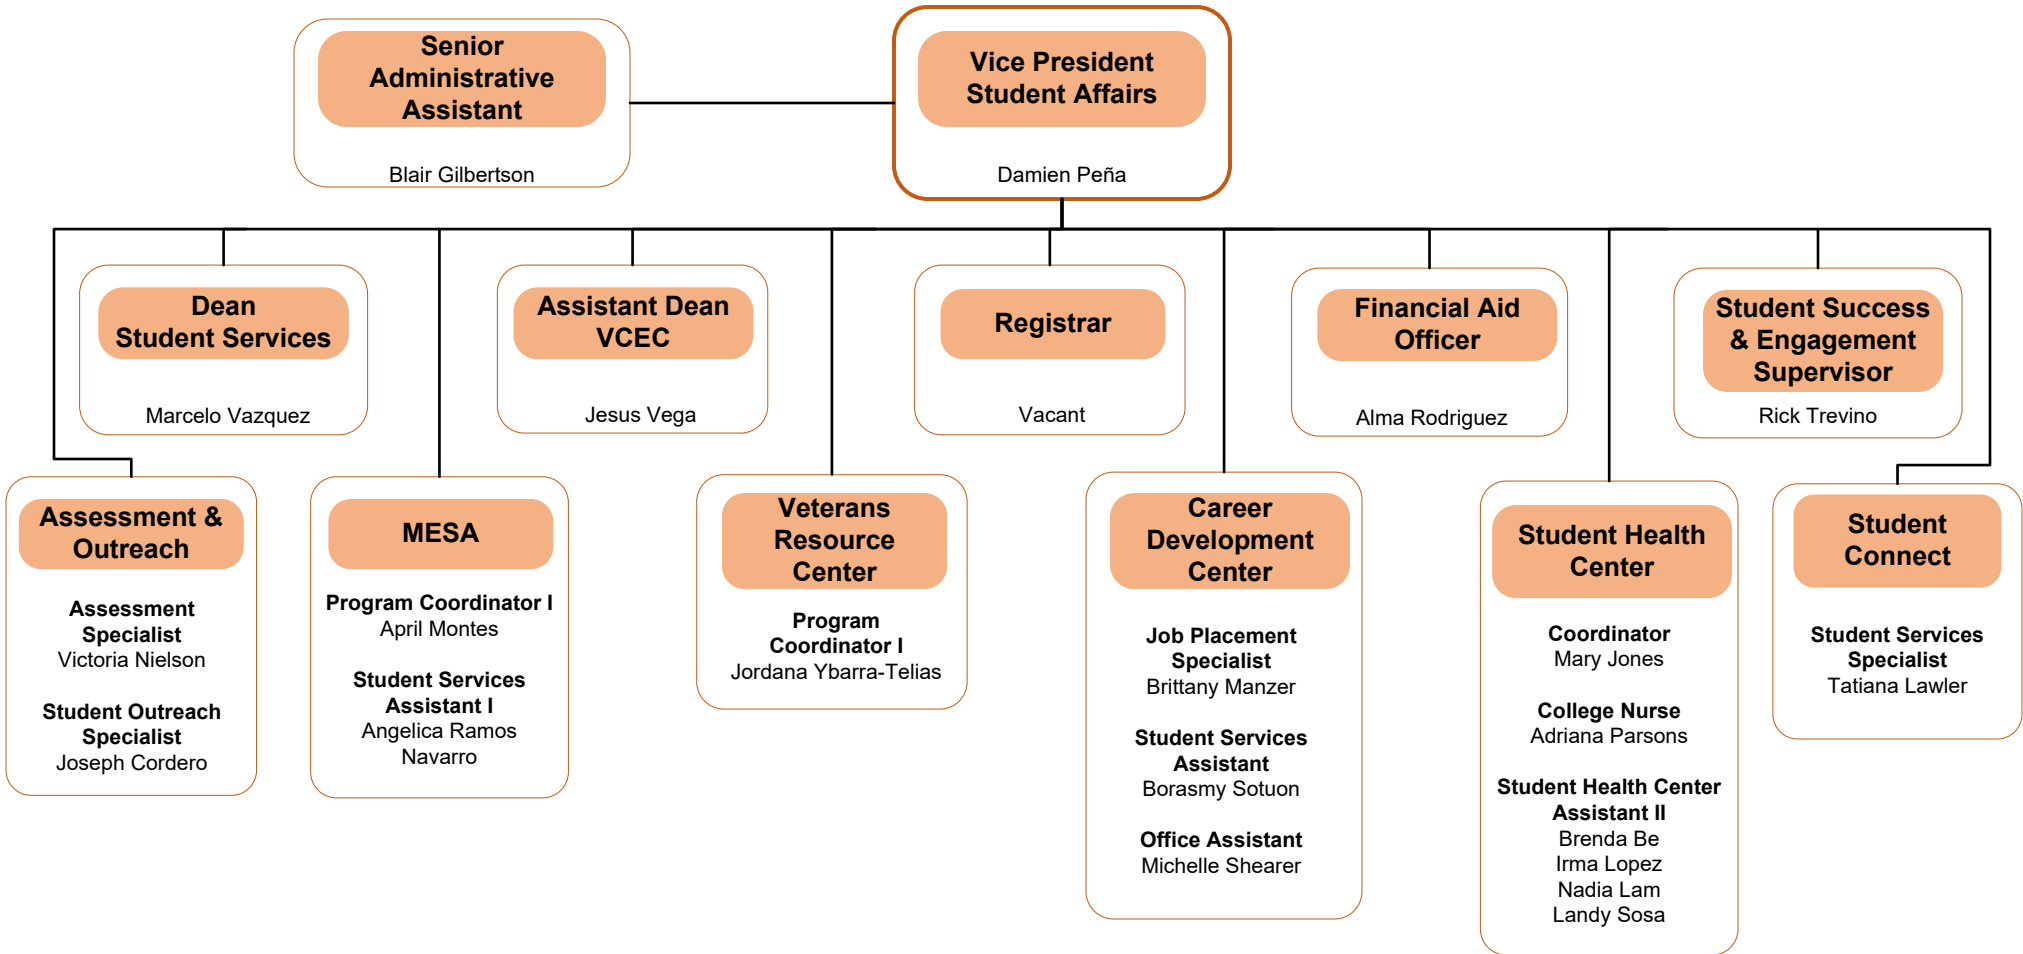 Senior
Administrative
Assistant
Blair Gilbertson
Vice President
Student Affairs
Damien Peña
Dean
Student Services
Marcelo Vazquez
Assistant Dean
VCEC
Jesus Vega
Registrar
Vacant
Financial Aid
Officer
Alma Rodriguez
Student Success
& Engagement
Supervisor
Rick Trevino
Assessment &
Outreach
Assessment
Specialist
Victoria Nielson
Student Outreach
Specialist
Joseph Cordero
MESA
Program Coordinator I
April Montes
Student Services
Assistant I
Angelica Ramos
Navarro
Veterans
Resource
Center
Program
Coordinator I
Jordana Ybarra-Telias
Career
Development
Center
Job Placement
Specialist
Brittany Manzer
Student Services
Assistant
Borasmy Sotuon
Office Assistant
Michelle Shearer
Student Health
Center
Coordinator
Mary Jones
College Nurse
Adriana Parsons
Student Health Center
Assistant II
Brenda Be
Irma Lopez
Nadia Lam
Landy Sosa
Student
Connect
Student Services
Specialist
Tatiana Lawler